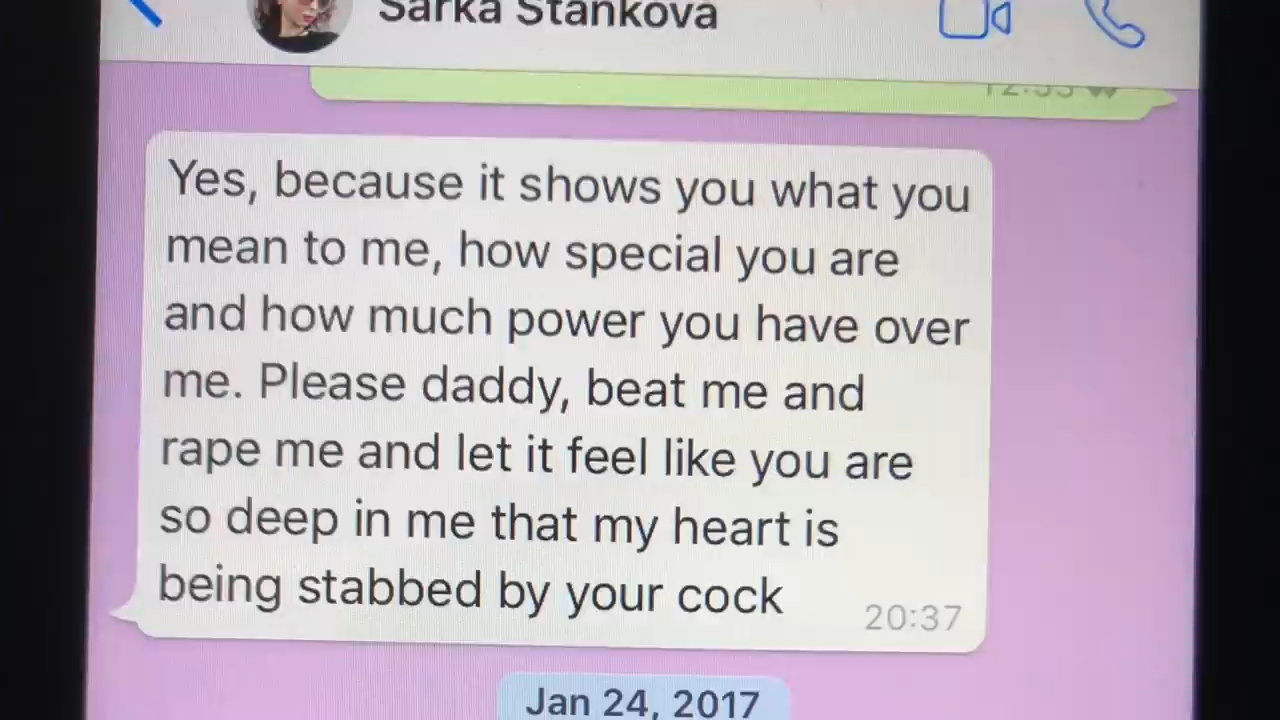 Sarka Stankova
Yes, because it shows you what you
mean to me, how special you are
and how much power you have over
me. Please daddy, beat me and
rape me and let it feel like you are
so deep in me that my heart is
being stabbed by your cock
20:37
Jan 24, 2017